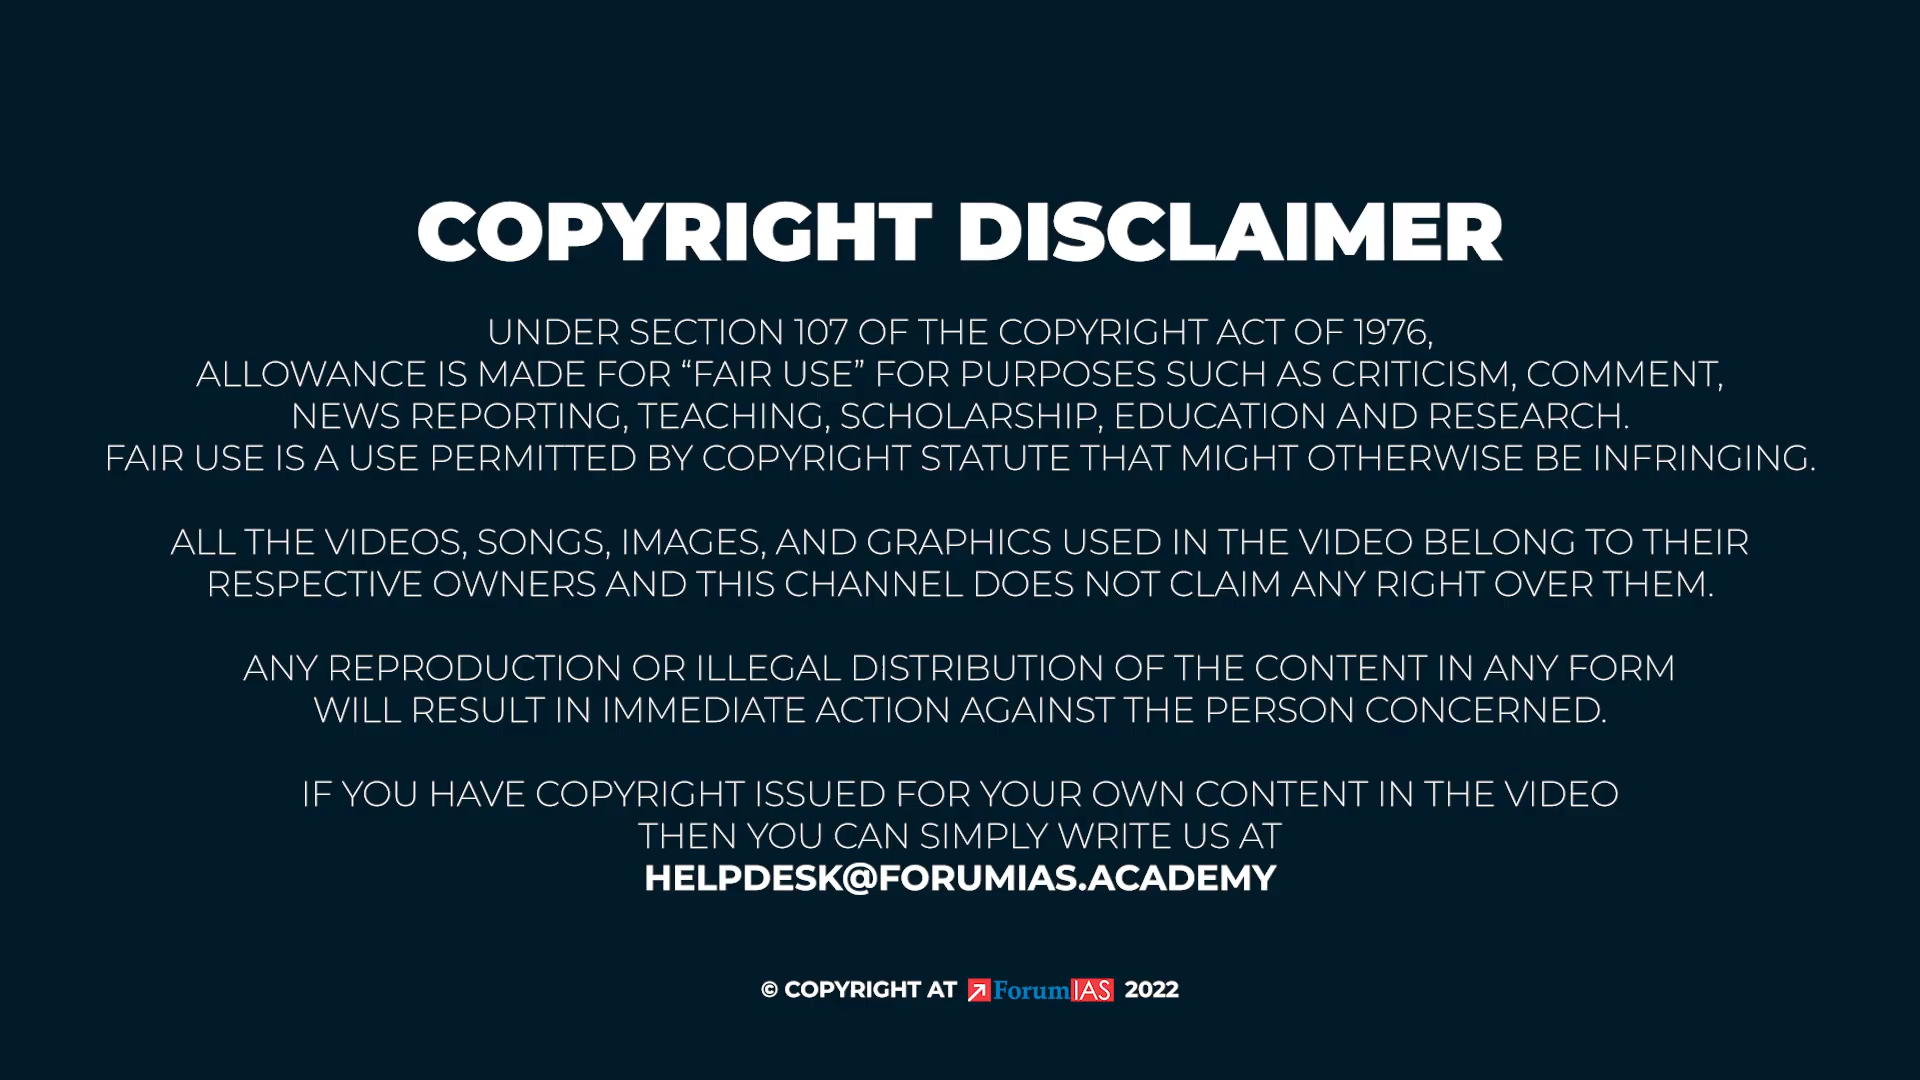 COPYRIGHT DISCLAIMER
UNDER SECTION 107 OF THE COPYRIGHT ACT OF 1976,
ALLOWANCE IS MADE FOR “FAIR USE” FOR PURPOSES SUCH AS CRITICISM, COMMENT,
NEWS REPORTING, TEACHING, SCHOLARSHIP, EDUCATION AND RESEARCH.
FAIR USE IS A USE PERMITTED BY COPYRIGHT STATUTE THAT MIGHT OTHERWISE BE INFRINGING.
ALL THE VIDEOS, SONGS, IMAGES, AND GRAPHICS USED IN THE VIDEO BELONG TO THEIR
RESPECTIVE OWNERS AND THIS CHANNEL DOES NOT CLAIM ANY RIGHT OVER THEM.
ANY REPRODUCTION OR ILLEGAL DISTRIBUTION OF THE CONTENT IN ANY FORM
WILL RESULT IN IMMEDIATE ACTION AGAINST THE PERSON CONCERNED.
IF YOU HAVE COPYRIGHT ISSUED FOR YOUR OWN CONTENT IN THE VIDEO
THEN YOU CAN SIMPLY WRITE US AT
HELPDESK@FORUMIAS.ACADEMY
© COPYRIGHT AT ForumIAS 2022